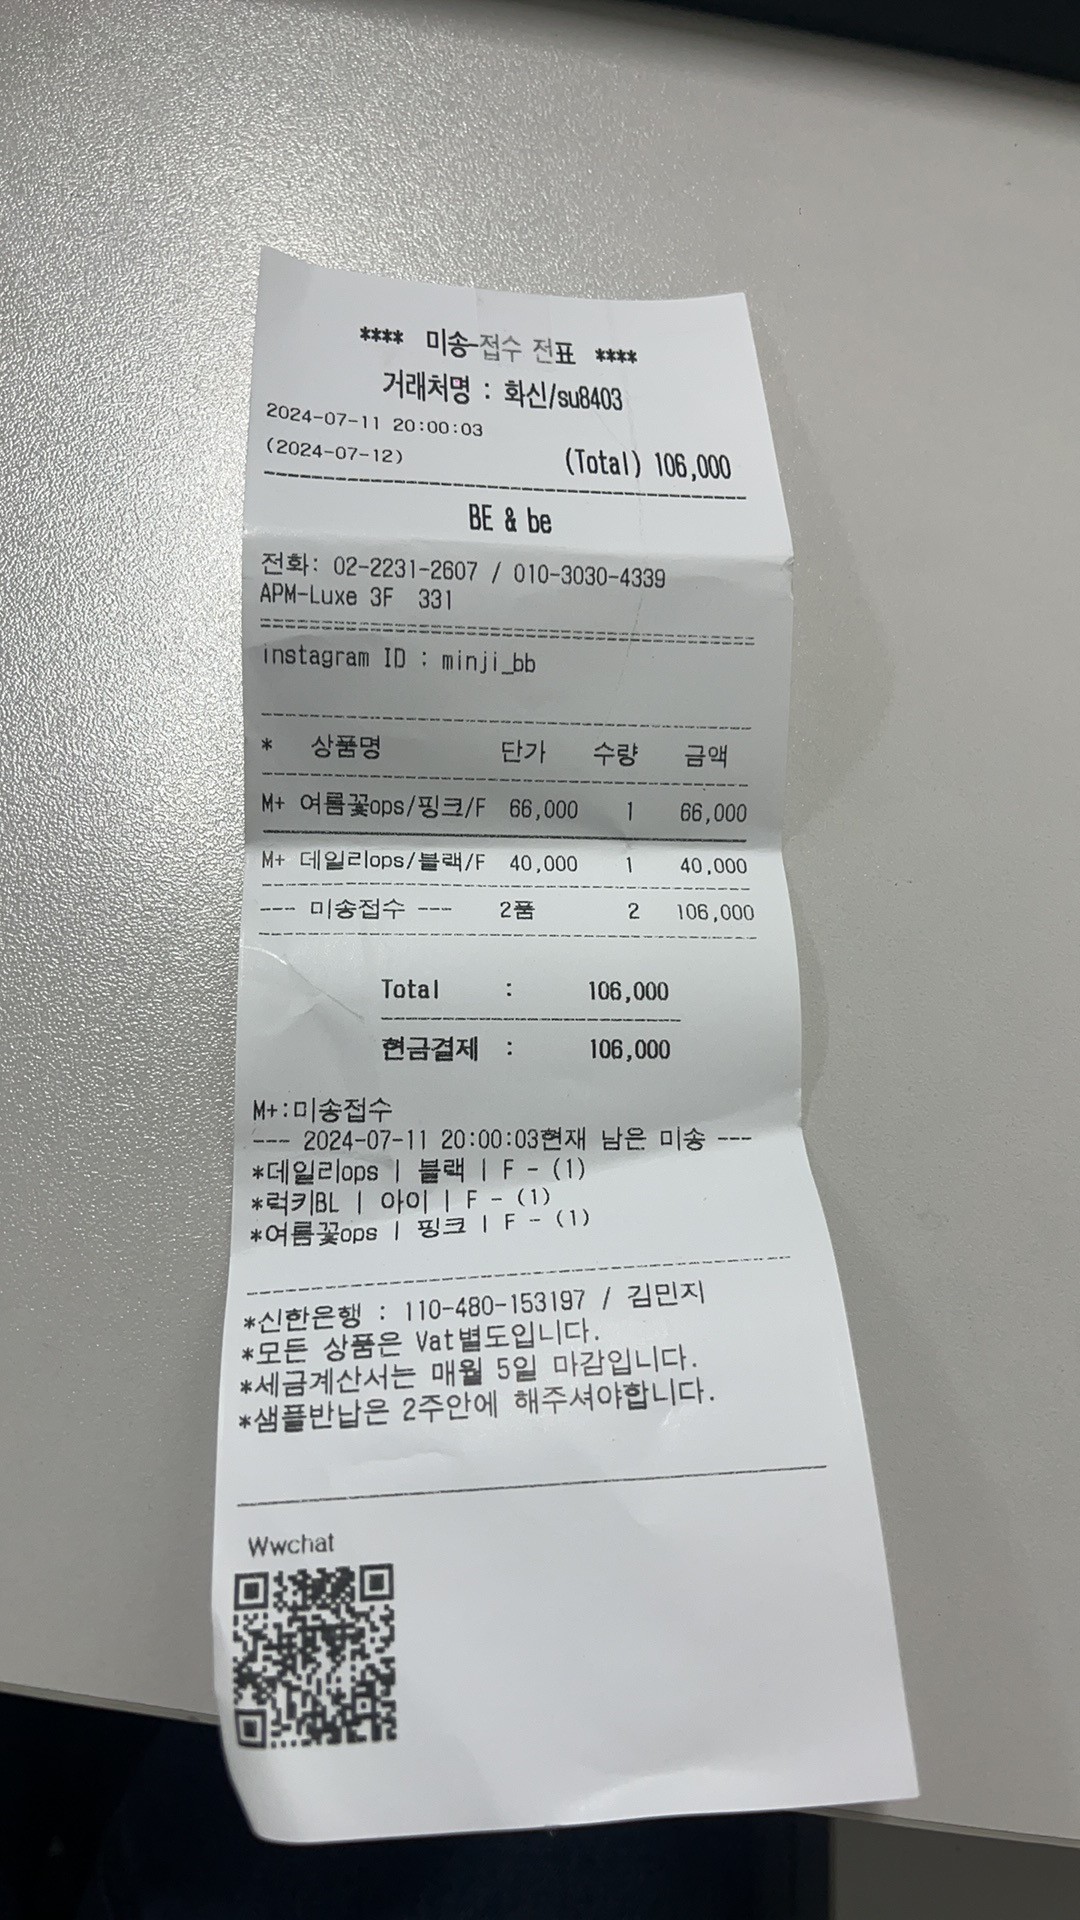 **** 미송-접수 전표 ****
거래처명 : 화신/su8403
2024-07-11 20:00:03
(2024-07-12) (Total) 106,000
BE & be
전화: 02-2231-2607 / 010-3030-4339
APM-Luxe 3F 331
instagram ID : minji_bb
* 상품명 단가 수량 금액
M+ 여름꽃ops/핑크/F 66,000 1 66,000
M+ 데일리ops/블랙/F 40,000 1 40,000
--- 미송접수 --- 2품 2 106,000
Total : 106,000
현금결제 : 106,000
M+:미송접수
--- 2024-07-11 20:00:03현재 남은 미송 ---
*데일리ops | 블랙 | F - (1)
*럭키BL | 아이 | F - (1)
*여름꽃ops | 핑크 | F - (1)
*신한은행 : 110-480-153197 / 김민지
*모든 상품은 Vat별도입니다.
*세금계산서는 매월 5일 마감입니다.
*샘플반납은 2주안에 해주셔야합니다.
Wwchat